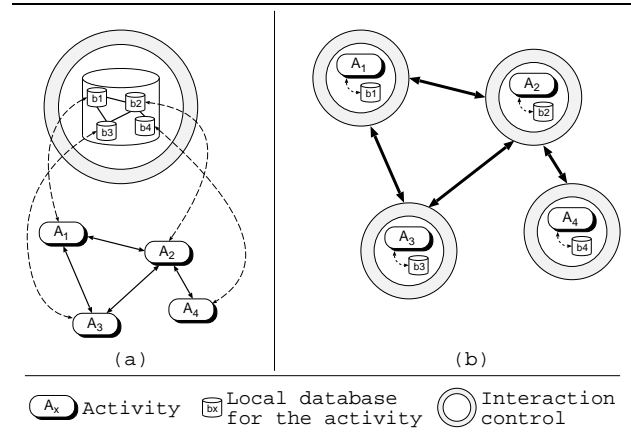 b1
b2
b3
b4
A1
A2
A3
A4
(a)
A1
b1
A2
b2
A3
b3
A4
b4
(b)
Ax
Activity
bx
Local database
for the activity
Interaction
control